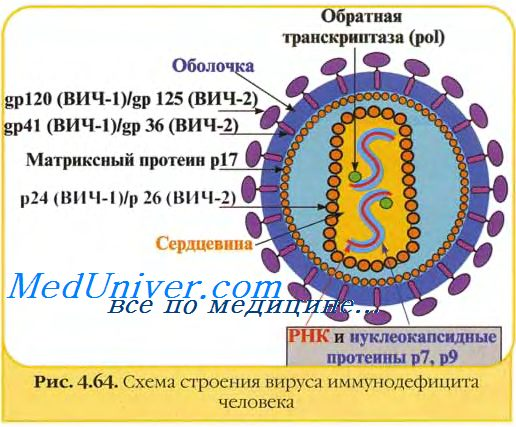 Обратная
транскриптаза (pol)
Оболочка
gp120 (ВИЧ-1)/gp 125 (ВИЧ-2)
gp41 (ВИЧ-1)/gp 36 (ВИЧ-2)
Матриксный протеин p17
p24 (ВИЧ-1)/p 26 (ВИЧ-2)
Сердцевина
MedUniver.com
все по медицине...
РНК и нуклеокапсидные
протеины p7, p9
Рис. 4.64. Схема строения вируса иммунодефицита
человека